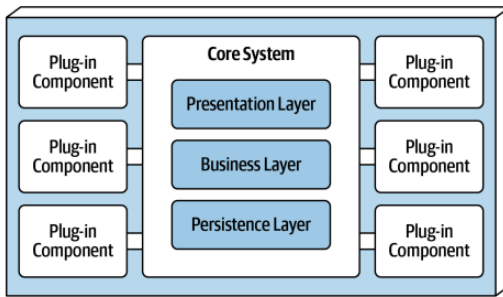 Plug-in
Component
Core System
Plug-in
Component
Presentation Layer
Plug-in
Component
Business Layer
Plug-in
Component
Plug-in
Component
Persistence Layer
Plug-in
Component